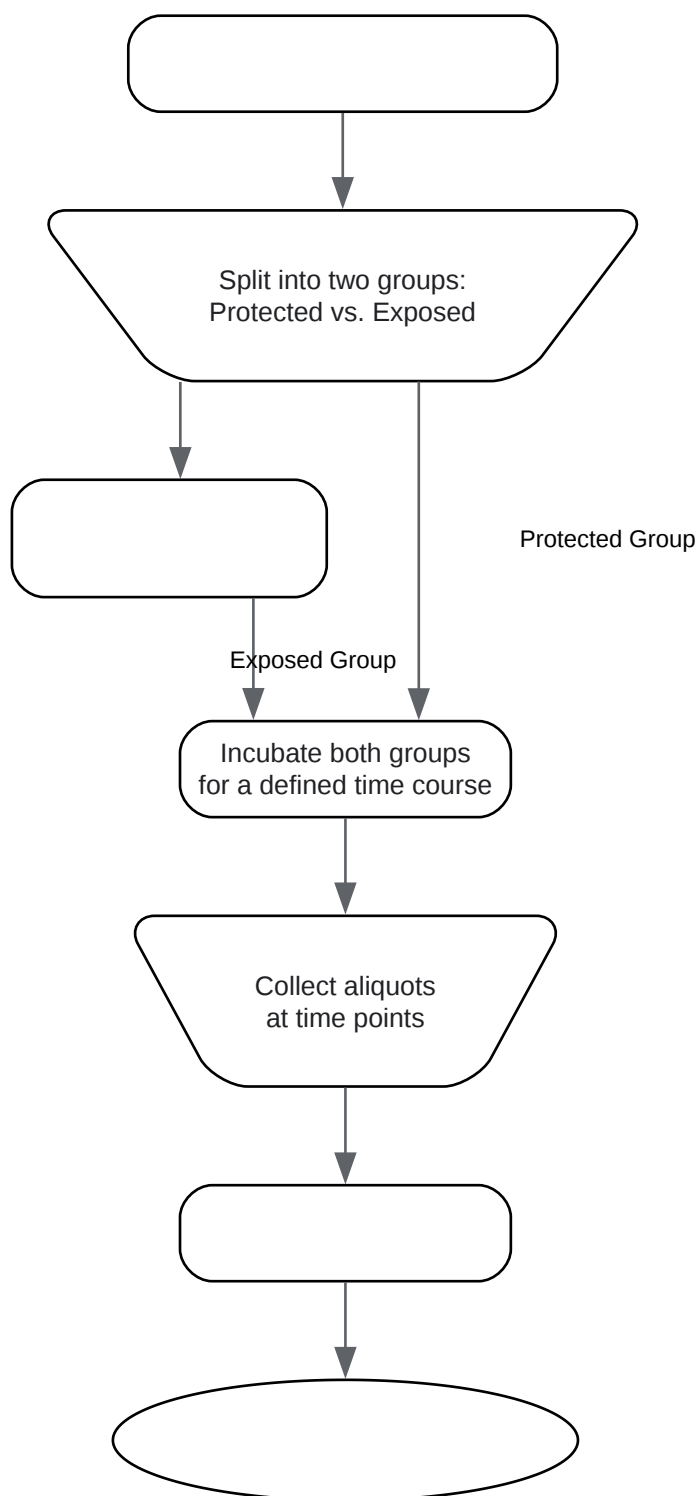 Split into two groups:
Protected vs. Exposed
Protected Group
Exposed Group
Incubate both groups
for a defined time course
Collect aliquots
at time points